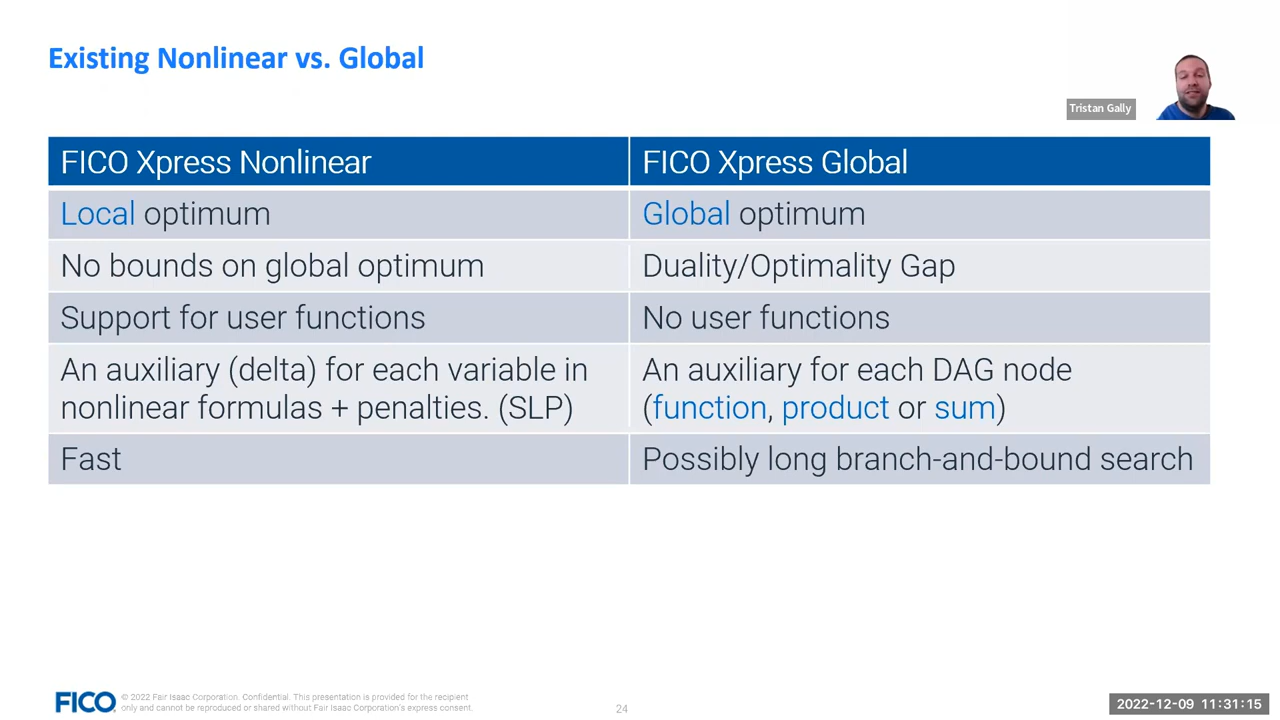 Existing Nonlinear vs. Global
Tristan Gally
FICO Xpress Nonlinear
FICO Xpress Global
Local optimum
Global optimum
No bounds on global optimum
Duality/Optimality Gap
Support for user functions
No user functions
An auxiliary (delta) for each variable in
nonlinear formulas + penalties. (SLP)
An auxiliary for each DAG node
(function, product or sum)
Fast
Possibly long branch-and-bound search
FICO
© 2022 Fair Isaac Corporation. Confidential. This presentation is provided for the recipient
only and cannot be reproduced or shared without Fair Isaac Corporation's express consent.
24
2022-12-09 11:31:15